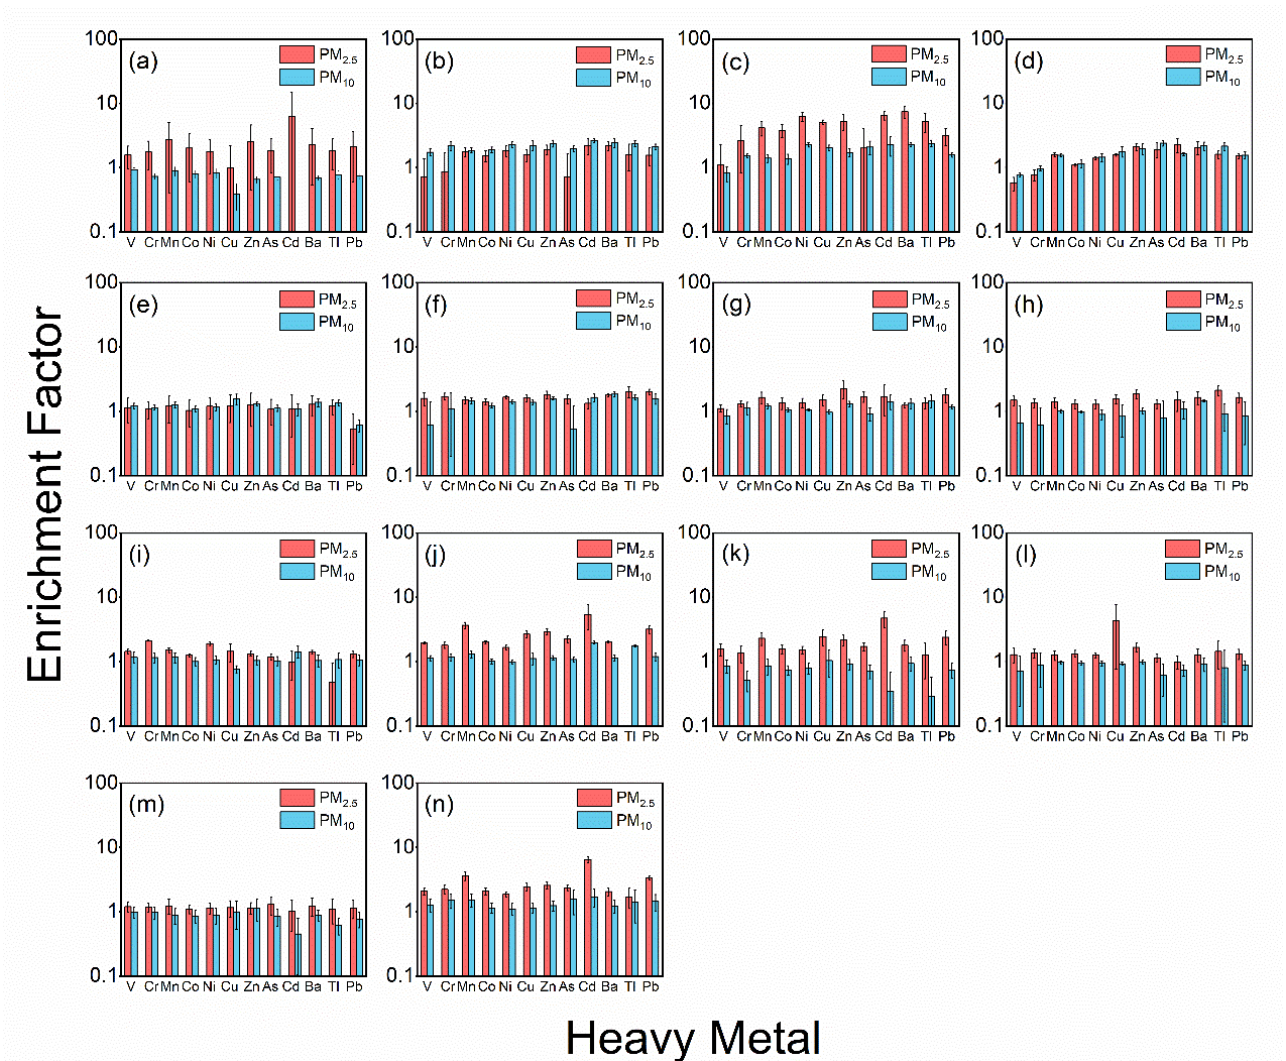 100 (a) PM2.5 (b) PM2.5 (c) PM2.5 (d) PM2.5
PM10 PM10 PM10 PM10
10 10 10 10
1 1 1 1
0.1 0.1 0.1 0.1
V Cr Mn Co Ni Cu Zn As Cd Ba Tl Pb V Cr Mn Co Ni Cu Zn As Cd Ba Tl Pb V Cr Mn Co Ni Cu Zn As Cd Ba Tl Pb V Cr Mn Co Ni Cu Zn As Cd Ba Tl Pb
100 (e) PM2.5 100 (f) PM2.5 100 (g) PM2.5 100 (h) PM2.5
PM10 PM10 PM10 PM10
10 10 10 10
1 1 1 1
0.1 0.1 0.1 0.1
V Cr Mn Co Ni Cu Zn As Cd Ba Tl Pb V Cr Mn Co Ni Cu Zn As Cd Ba Tl Pb V Cr Mn Co Ni Cu Zn As Cd Ba Tl Pb V Cr Mn Co Ni Cu Zn As Cd Ba Tl Pb
100 (i) PM2.5 100 (j) PM2.5 100 (k) PM2.5 100 (l) PM2.5
PM10 PM10 PM10 PM10
10 10 10 10
1 1 1 1
0.1 0.1 0.1 0.1
V Cr Mn Co Ni Cu Zn As Cd Ba Tl Pb V Cr Mn Co Ni Cu Zn As Cd Ba Tl Pb V Cr Mn Co Ni Cu Zn As Cd Ba Tl Pb V Cr Mn Co Ni Cu Zn As Cd Ba Tl Pb
100 (m) PM2.5 100 (n) PM2.5
PM10 PM10
10 10
1 1
0.1 0.1
V Cr Mn Co Ni Cu Zn As Cd Ba Tl Pb V Cr Mn Co Ni Cu Zn As Cd Ba Tl Pb
Enrichment Factor
Heavy Metal